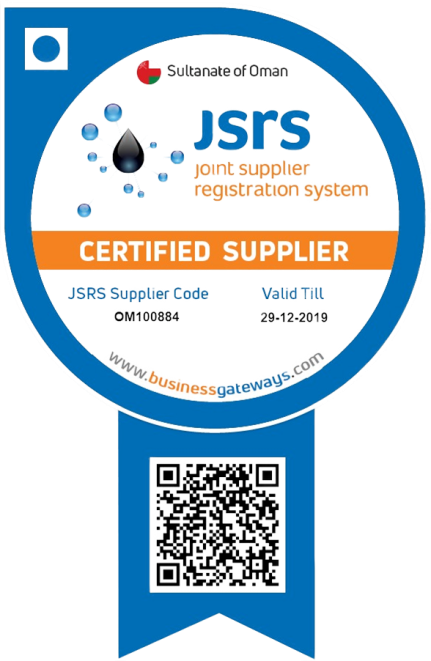 Sultanate of Oman
JSrS
joint supplier
registration system
CERTIFIED SUPPLIER
JSRS Supplier Code
Valid Till
OM100884
29-12-2019
www.businessgateways.com